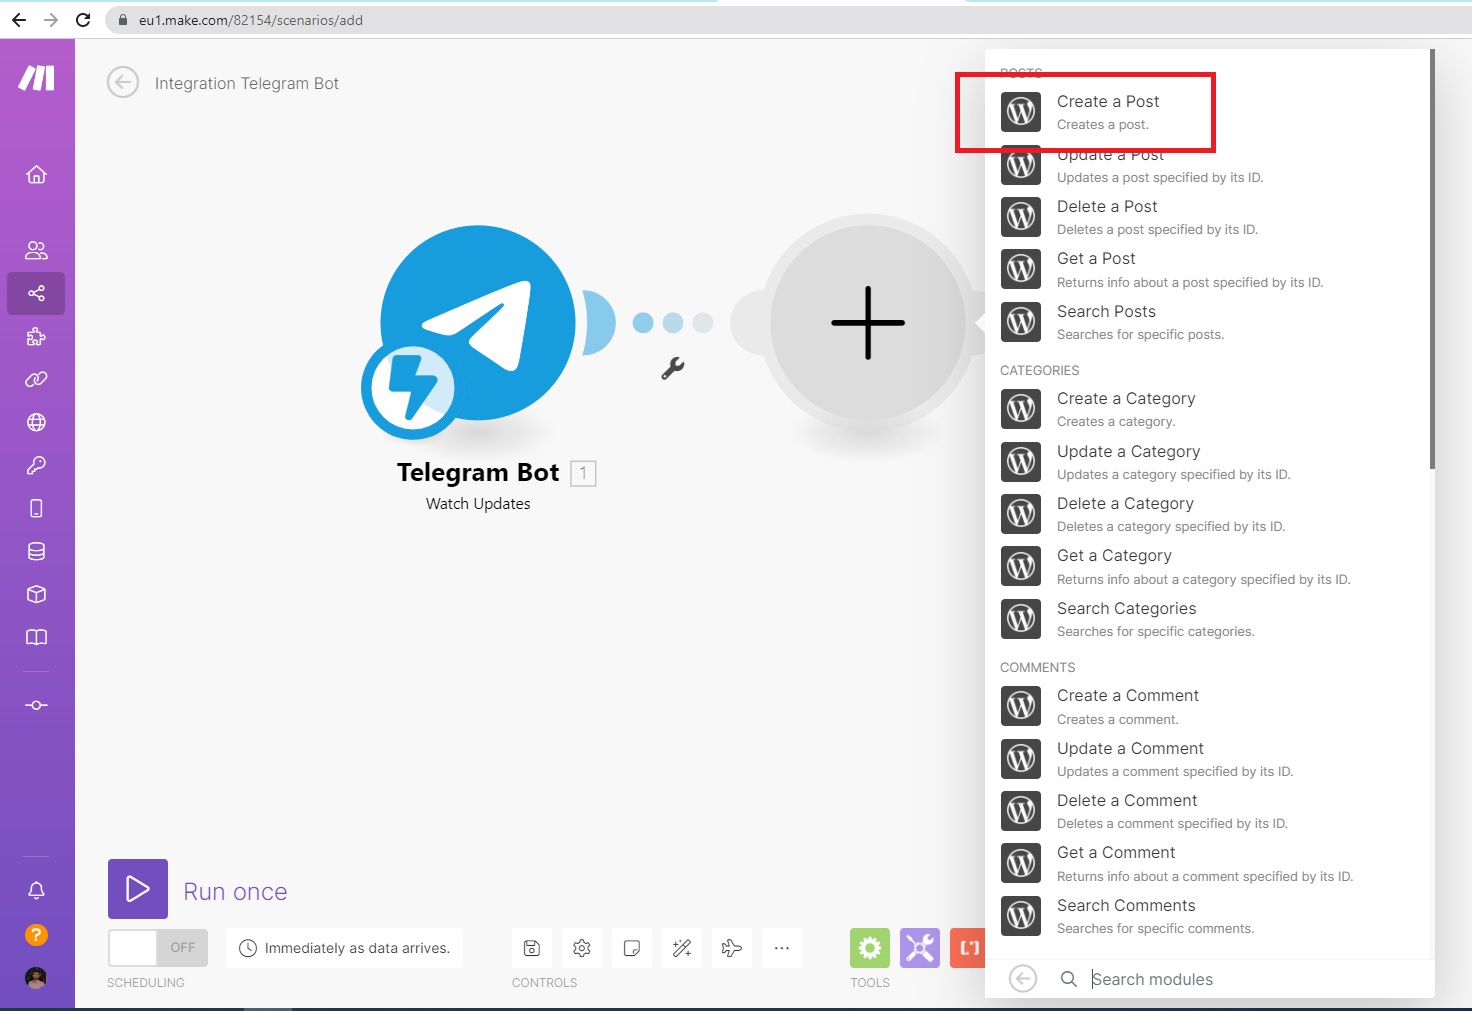 eu1.make.com/82154/scenarios/add
Integration Telegram Bot
POSTS
Create a Post
Creates a post.
Update a Post
Updates a post specified by its ID.
Delete a Post
Deletes a post specified by its ID.
Get a Post
Returns info about a post specified by its ID.
Search Posts
Searches for specific posts.
CATEGORIES
Create a Category
Creates a category.
Update a Category
Updates a category specified by its ID.
Delete a Category
Deletes a category specified by its ID.
Get a Category
Returns info about a category specified by its ID.
Search Categories
Searches for specific categories.
COMMENTS
Create a Comment
Creates a comment.
Update a Comment
Updates a comment specified by its ID.
Delete a Comment
Deletes a comment specified by its ID.
Get a Comment
Returns info about a comment specified by its ID.
Search Comments
Searches for specific comments.
Search modules
Telegram Bot 1
Watch Updates
Run once
OFF
Immediately as data arrives.
SCHEDULING
CONTROLS
TOOLS